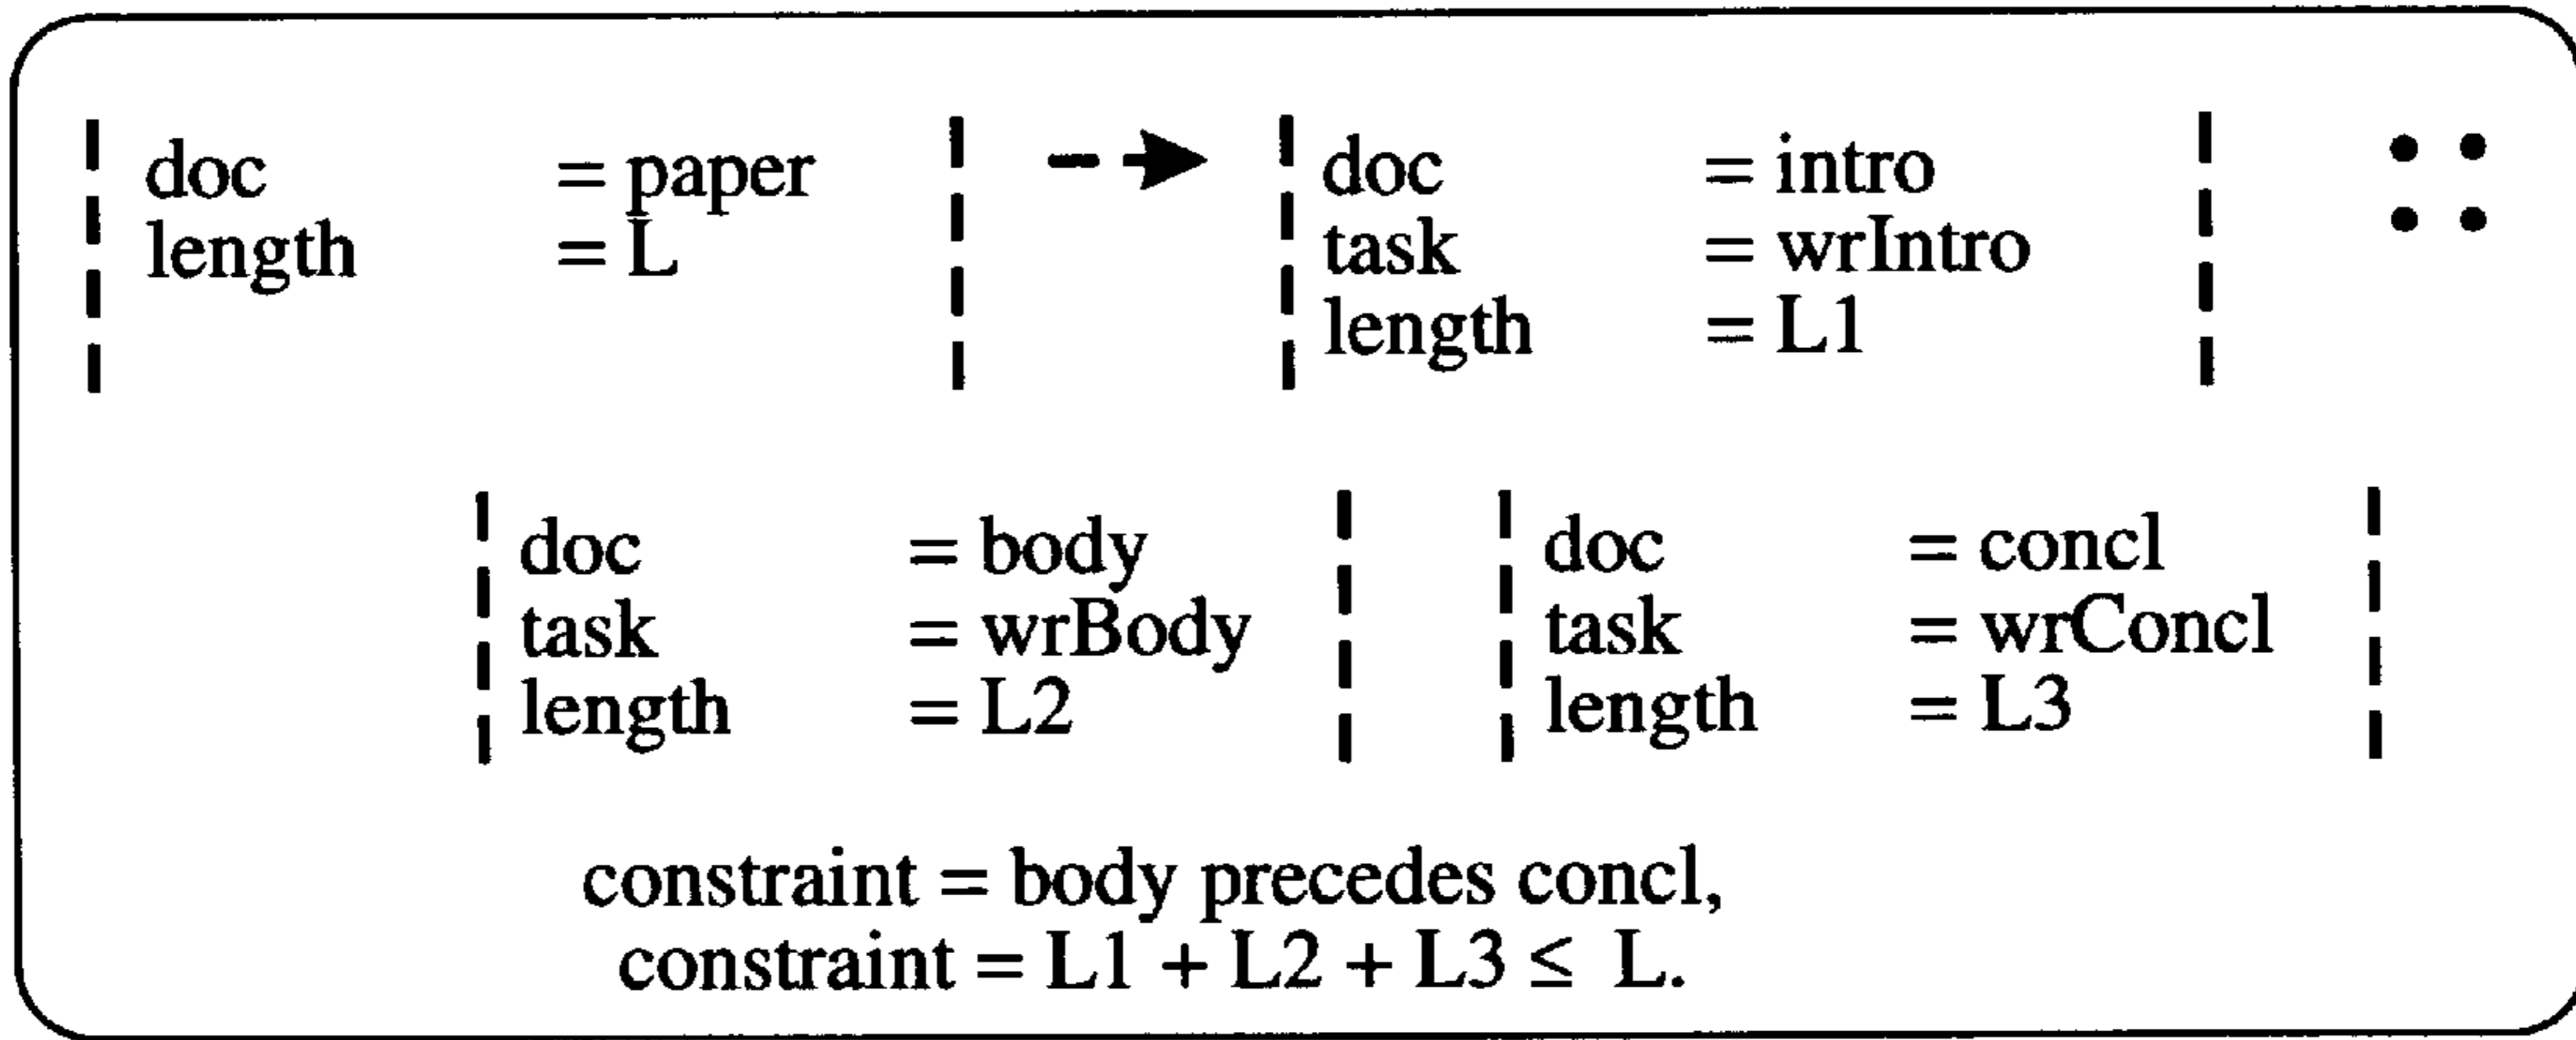 doc = paper
length = L
doc = intro
task = wrIntro
length = L1
doc = body
task = wrBody
length = L2
doc = concl
task = wrConcl
length = L3
constraint = body precedes concl,
constraint = L1 + L2 + L3 ≤ L.